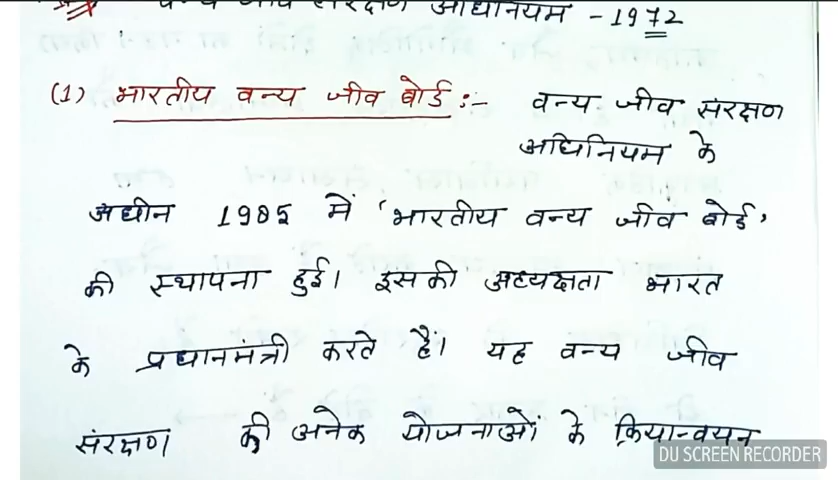 वन्य जीव संरक्षण अधिनियम - 1972
(1) भारतीय वन्य जीव बोर्ड :- वन्य जीव संरक्षण
अधिनियम के
अधीन 1985 में 'भारतीय वन्य जीव बोर्ड'
की स्थापना हुई। इसकी अध्यक्षता भारत
के प्रधानमंत्री करते हैं। यह वन्य जीव
संरक्षण की अनेक योजनाओं के क्रियान्वयन
DU SCREEN RECORDER